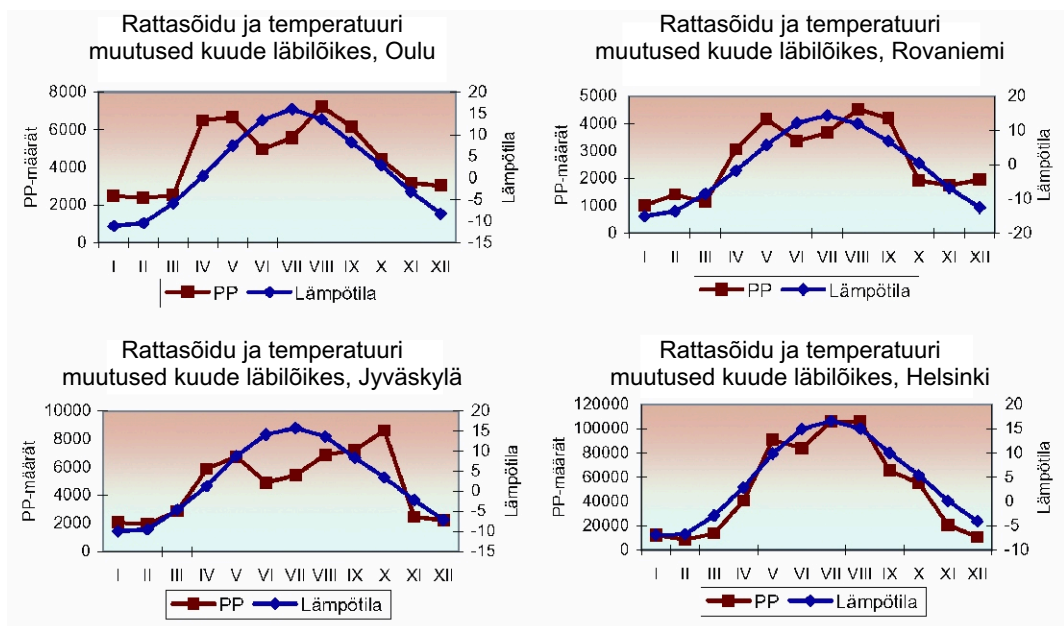 Rattasõidu ja temperatuuri
muutused kuude läbilõikes, Oulu
8000
6000
4000
2000
0
PP-määrät
20
15
10
5
0
-5
-10
-15
Lämpötila
I II III IV V VI VII VIII IX X XI XII
PP Lämpötila
Rattasõidu ja temperatuuri
muutused kuude läbilõikes, Rovaniemi
5000
4000
3000
2000
1000
0
PP-määrät
20
10
0
-10
-20
Lämpötila
I II III IV V VI VII VIII IX X XI XII
PP Lämpötila
Rattasõidu ja temperatuuri
muutused kuude läbilõikes, Jyväskylä
10000
8000
6000
4000
2000
0
PP-määrät
20
15
10
5
0
-5
-10
-15
Lämpötila
I II III IV V VI VII VIII IX X XI XII
PP Lämpötila
Rattasõidu ja temperatuuri
muutused kuude läbilõikes, Helsinki
120000
100000
80000
60000
40000
20000
0
PP-määrät
20
15
10
5
0
-5
-10
Lämpötila
I II III IV V VI VII VIII IX X XI XII
PP Lämpötila